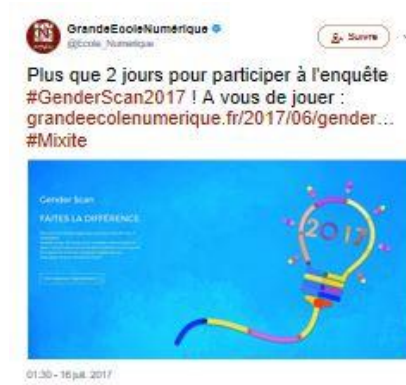 GrandeEcoleNumérique
@Ecole_Numerique
Suivre
Plus que 2 jours pour participer à l'enquête
#GenderScan2017 ! A vous de jouer :
grandeecolenumerique.fr/2017/06/gender…
#Mixite
Gender Scan
FAITES LA DIFFÉRENCE
2017
01:30 - 16 juil. 2017